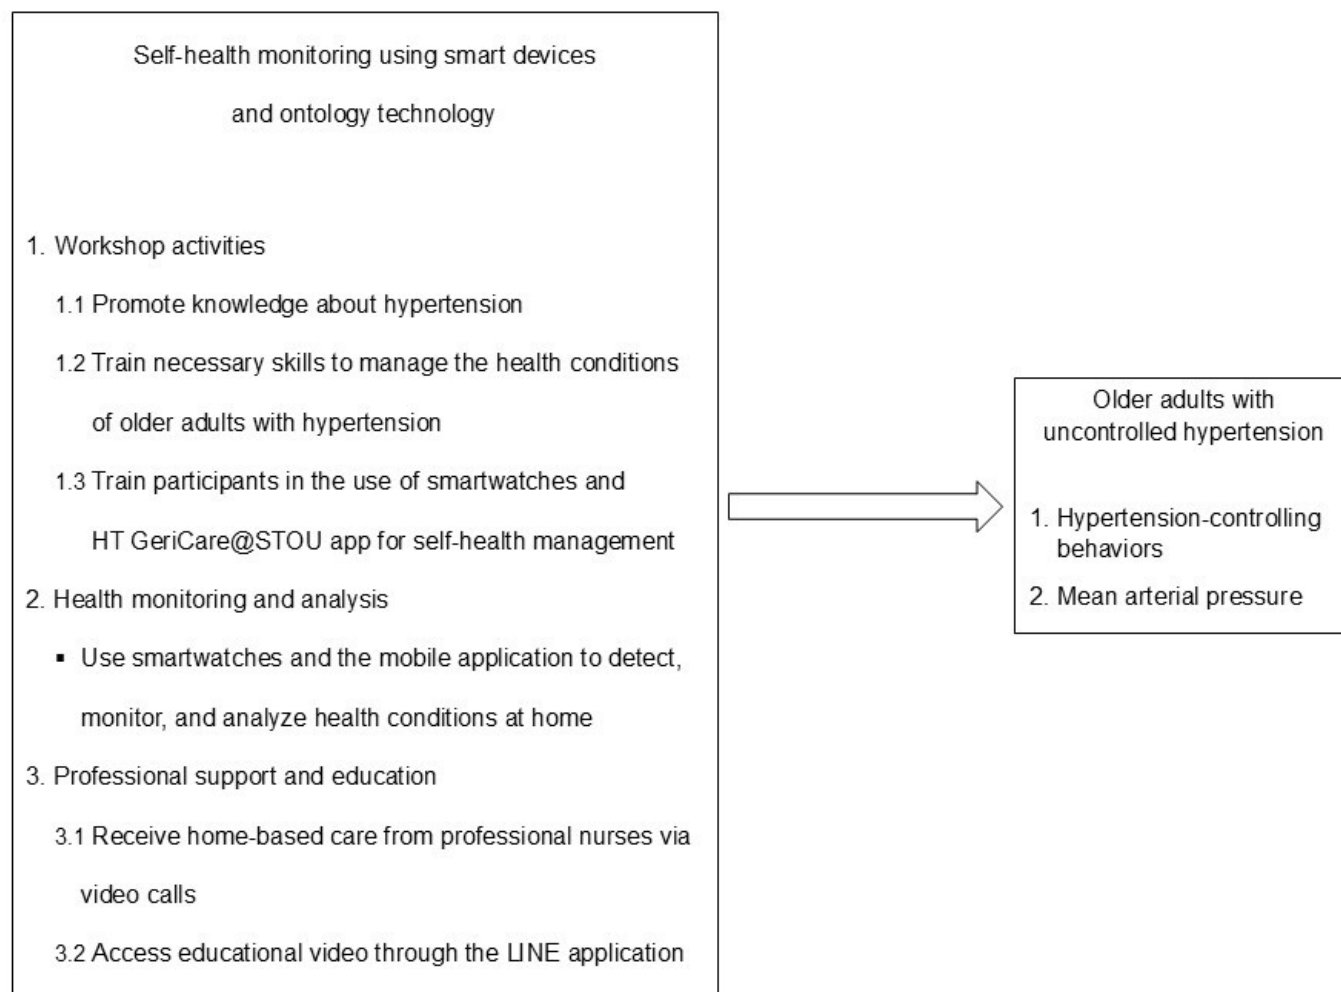 Self-health monitoring using smart devices
and ontology technology
1. Workshop activities
1.1 Promote knowledge about hypertension
1.2 Train necessary skills to manage the health conditions
of older adults with hypertension
1.3 Train participants in the use of smartwatches and
HT GeriCare@STOU app for self-health management
2. Health monitoring and analysis
▪ Use smartwatches and the mobile application to detect,
monitor, and analyze health conditions at home
3. Professional support and education
3.1 Receive home-based care from professional nurses via
video calls
3.2 Access educational video through the LINE application
Older adults with
uncontrolled hypertension
1. Hypertension-controlling
behaviors
2. Mean arterial pressure